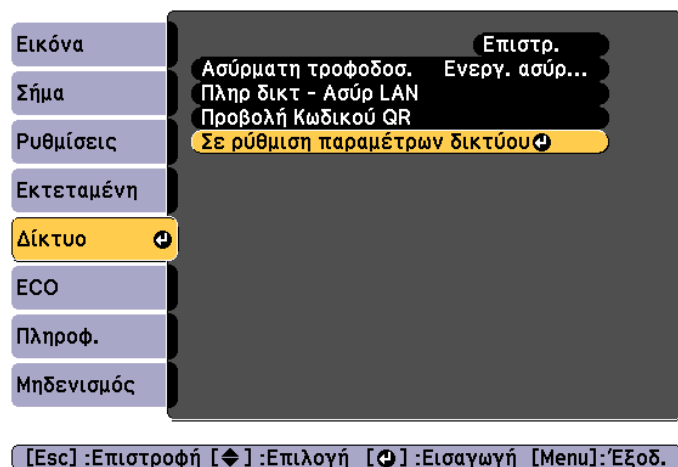 Εικόνα
Σήμα
Ρυθμίσεις
Εκτεταμένη
Δίκτυο
ECO
Πληροφ.
Μηδενισμός
Επιστρ.
Ασύρματη τροφοδοσ. Ενεργ. ασύρ...
Πληρ δικτ - Ασύρ LAN
Προβολή Κωδικού QR
Σε ρύθμιση παραμέτρων δικτύου
[Esc] :Επιστροφή [◆] :Επιλογή [↵] :Εισαγωγή [Menu]:Έξοδ.